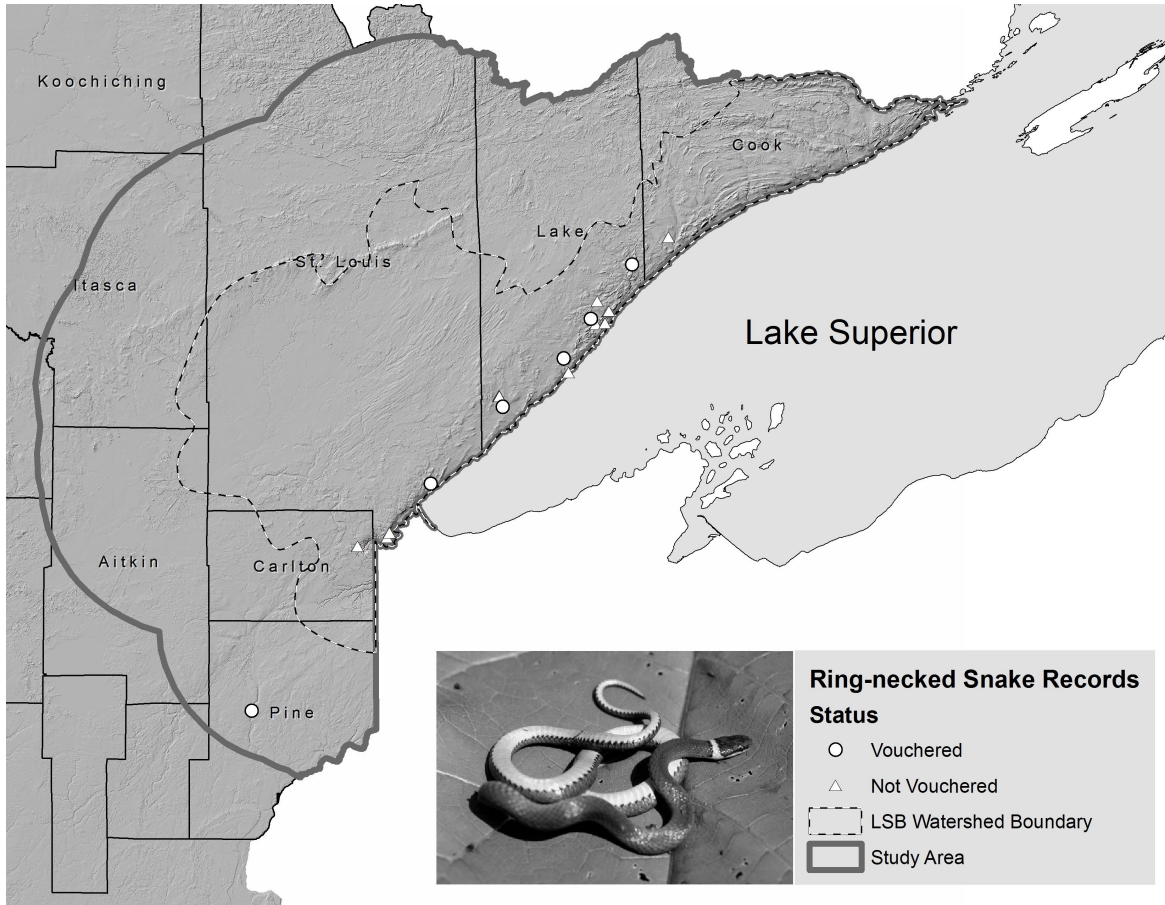 Koochiching
Cook
Lake
St. Louis
Itasca
Lake Superior
Aitkin
Carlton
Pine
Ring-necked Snake Records
Status
Vouchered
Not Vouchered
LSB Watershed Boundary
Study Area